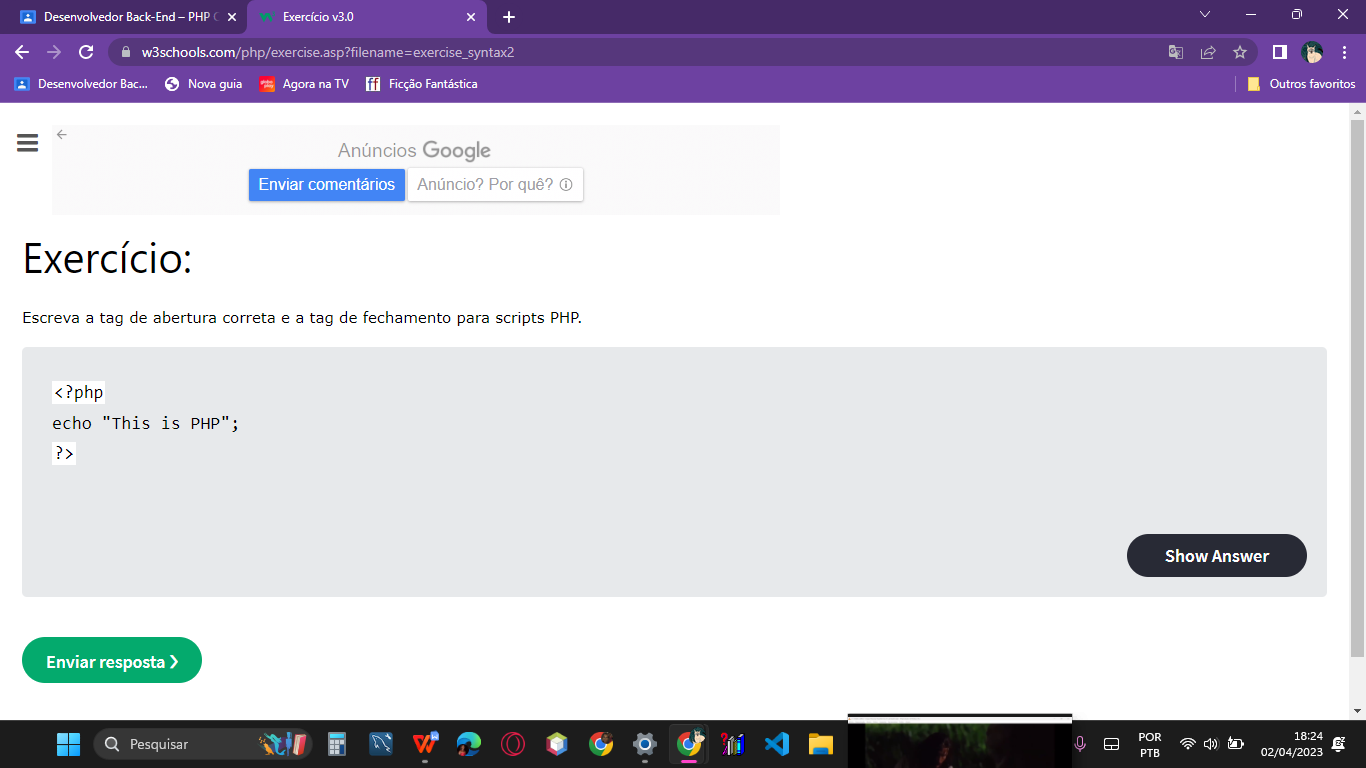 Desenvolvedor Back-End – PHP C
Exercício v3.0
w3schools.com/php/exercise.asp?filename=exercise_syntax2
Desenvolvedor Bac...
Nova guia
Agora na TV
ff Ficção Fantástica
Outros favoritos
Anúncios Google
Enviar comentários
Anúncio? Por quê?
Exercício:
Escreva a tag de abertura correta e a tag de fechamento para scripts PHP.
<?php
echo "This is PHP";
?>
Show Answer
Enviar resposta ❯
Pesquisar
POR
PTB
18:24
02/04/2023